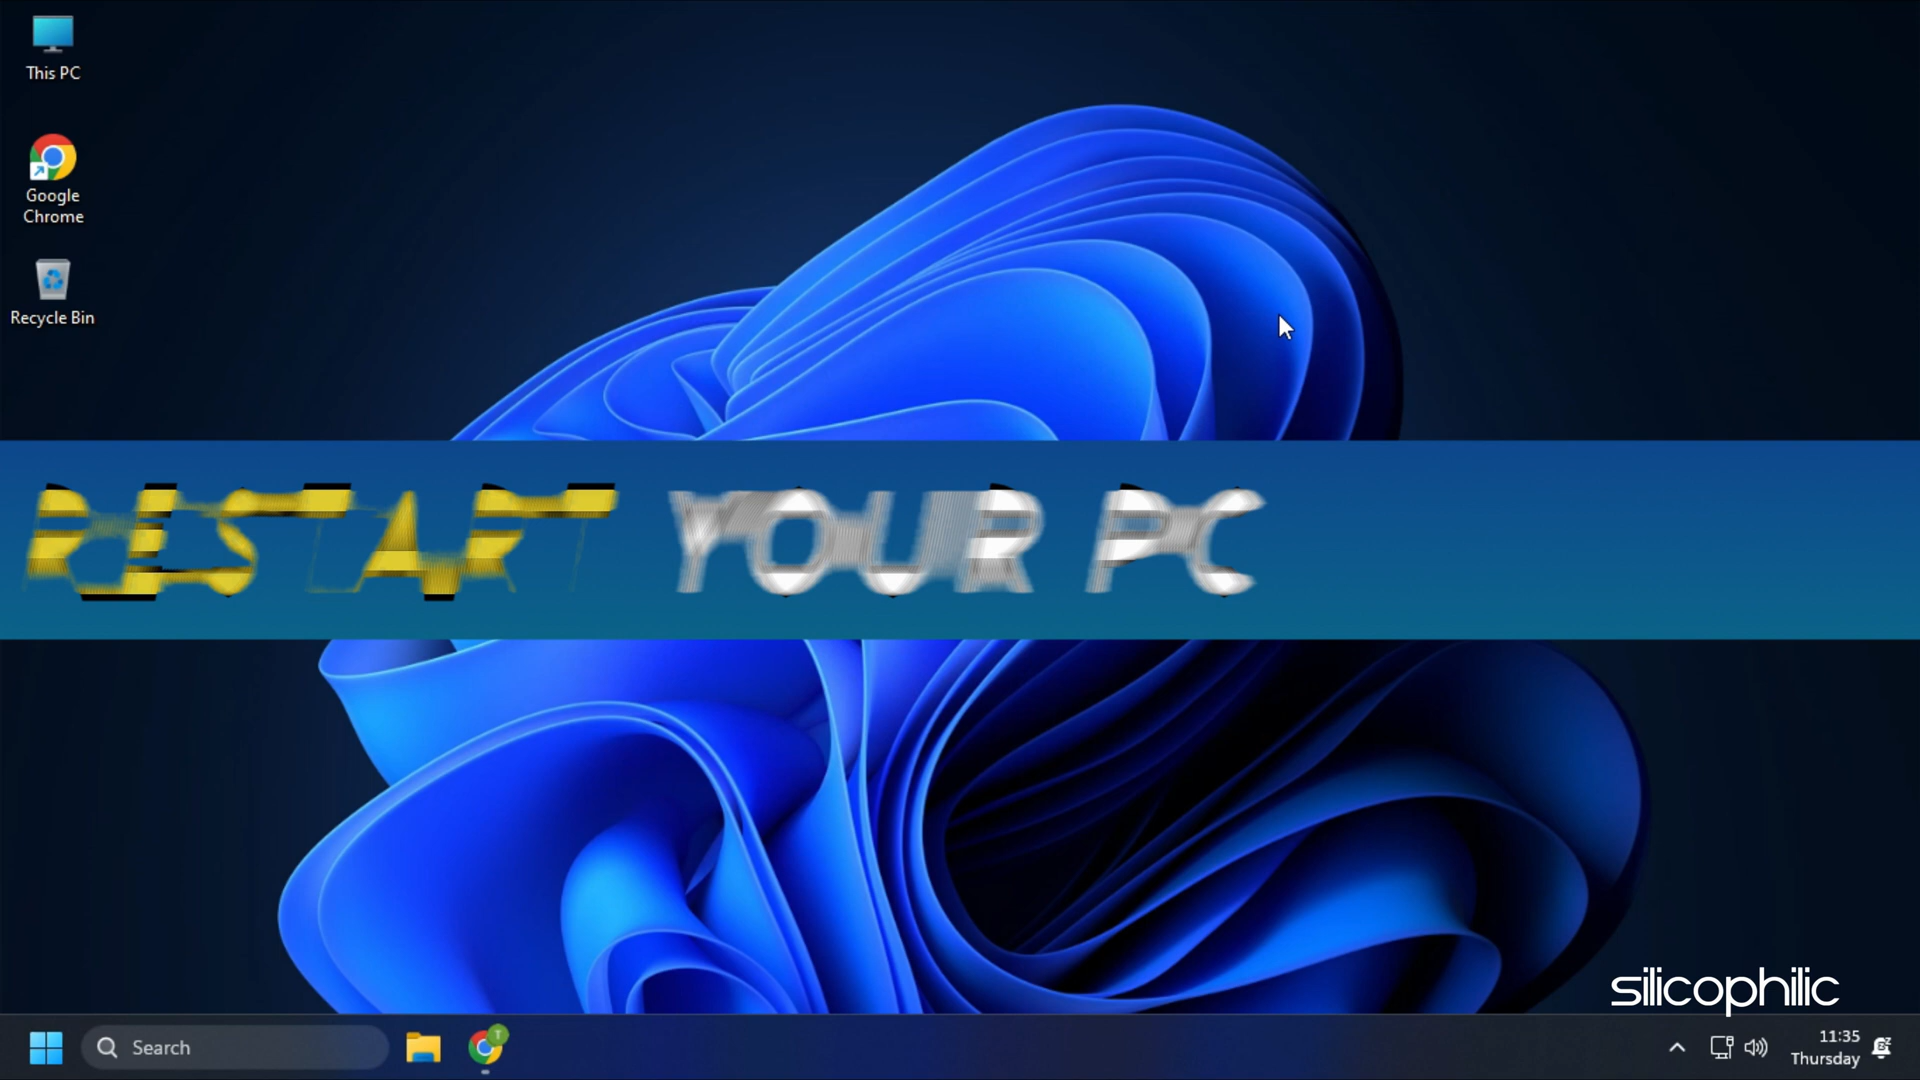 This PC
Google
Chrome
Recycle Bin
RESTART YOUR PC
silicophilic
Search
T
11:35
Thursday